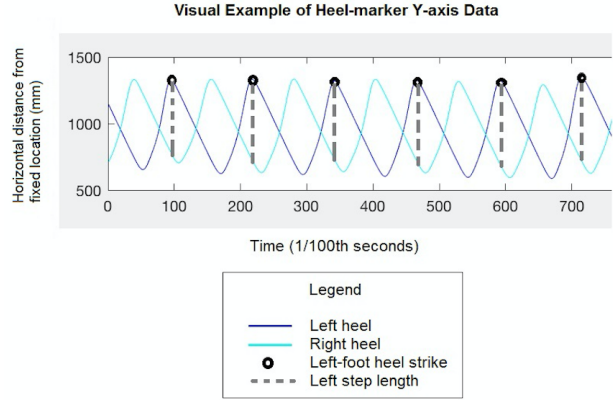 Visual Example of Heel-marker Y-axis Data
Horizontal distance from
fixed location (mm)
1500
1000
500
0
100
200
300
400
500
600
700
Time (1/100th seconds)
Legend
Left heel
Right heel
Left-foot heel strike
Left step length